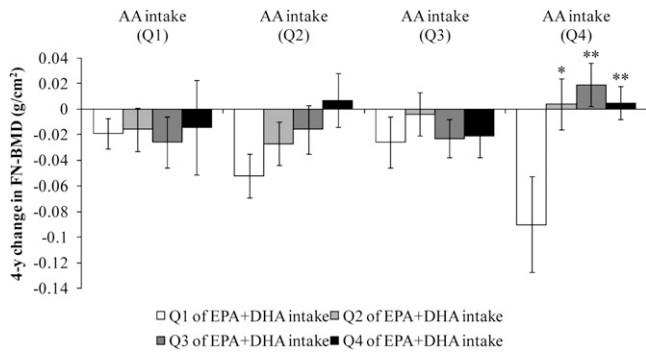 AA intake AA intake AA intake AA intake
(Q1) (Q2) (Q3) (Q4)
4-y change in FN-BMD (g/cm²)
0.04
0.02
0
-0.02
-0.04
-0.06
-0.08
-0.1
-0.12
-0.14
* ** **
Q1 of EPA+DHA intake Q2 of EPA+DHA intake
Q3 of EPA+DHA intake Q4 of EPA+DHA intake